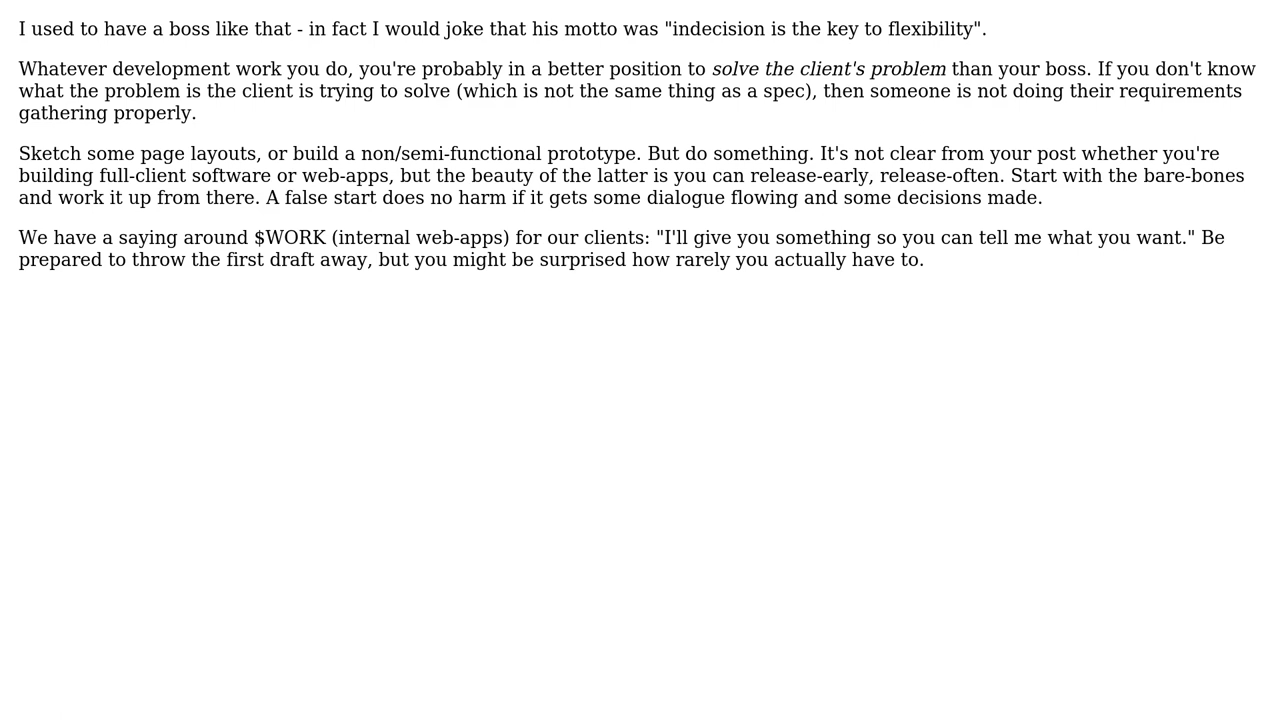 I used to have a boss like that - in fact I would joke that his motto was "indecision is the key to flexibility".
Whatever development work you do, you're probably in a better position to solve the client's problem than your boss. If you don't know
what the problem is the client is trying to solve (which is not the same thing as a spec), then someone is not doing their requirements
gathering properly.
Sketch some page layouts, or build a non/semi-functional prototype. But do something. It's not clear from your post whether you're
building full-client software or web-apps, but the beauty of the latter is you can release-early, release-often. Start with the bare-bones
and work it up from there. A false start does no harm if it gets some dialogue flowing and some decisions made.
We have a saying around $WORK (internal web-apps) for our clients: "I'll give you something so you can tell me what you want." Be
prepared to throw the first draft away, but you might be surprised how rarely you actually have to.